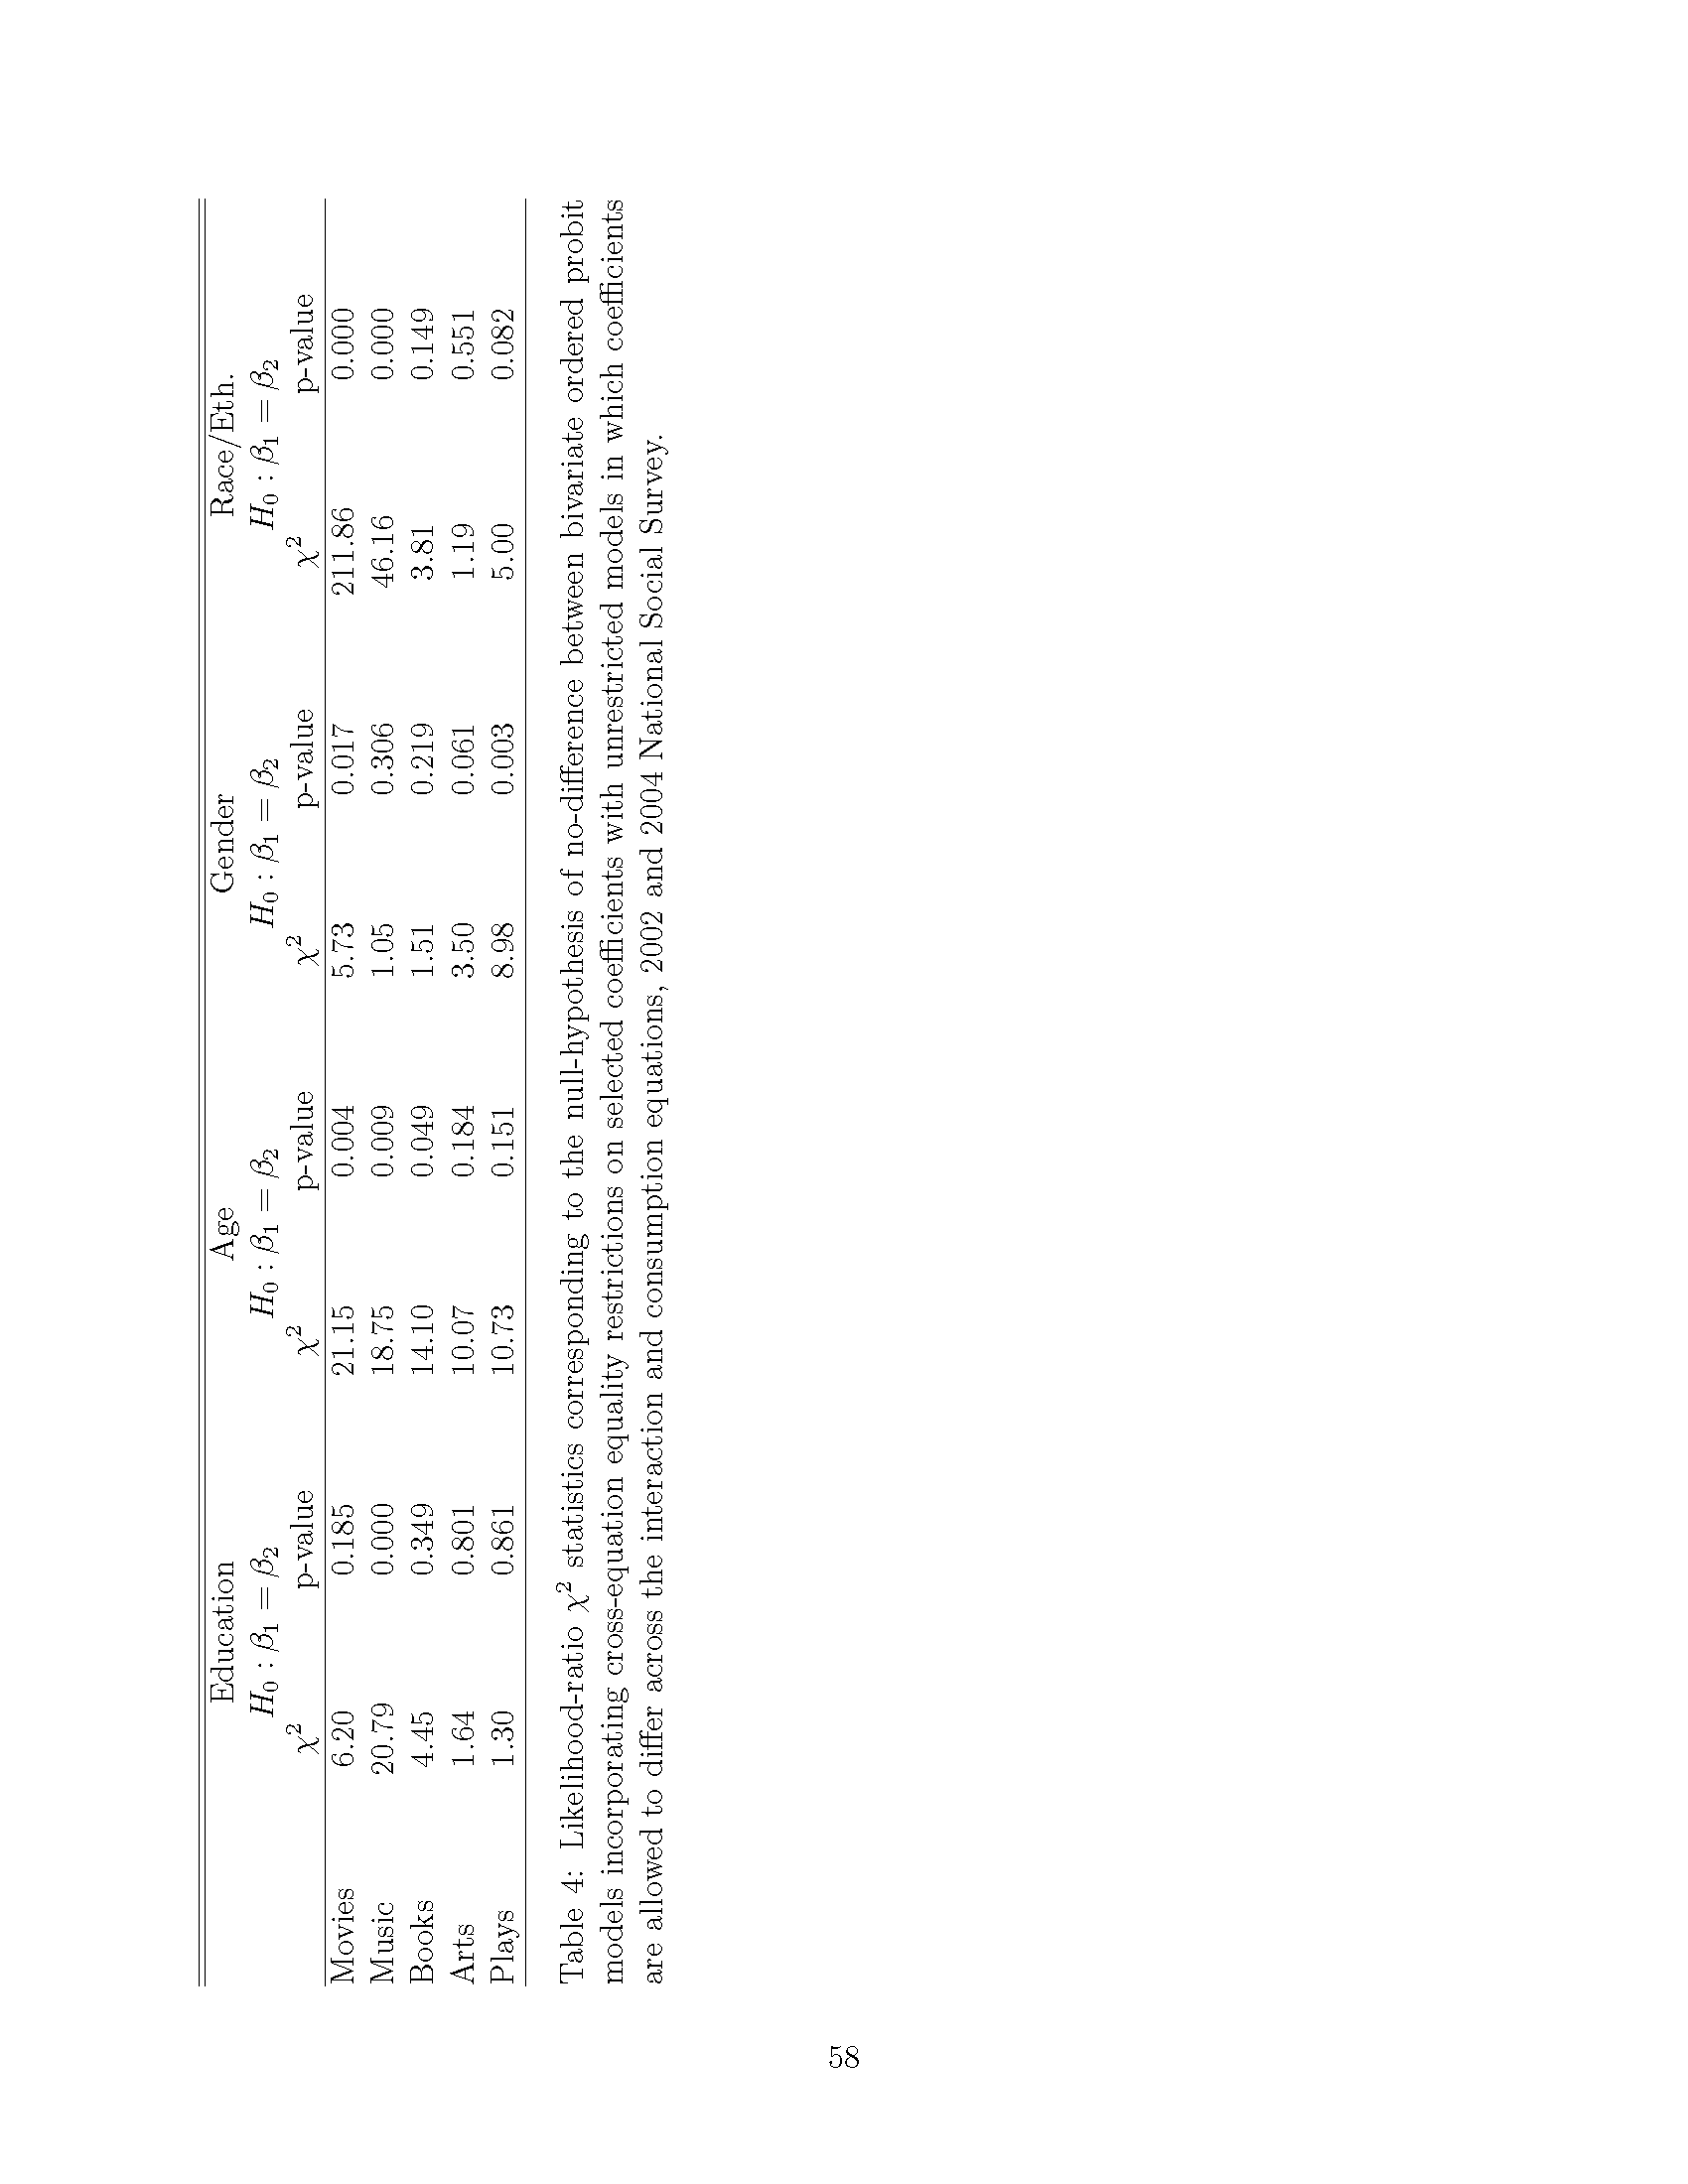 Education Age Gender Race/Eth.
H₀ : β₁ = β₂ H₀ : β₁ = β₂ H₀ : β₁ = β₂ H₀ : β₁ = β₂
χ² p-value χ² p-value χ² p-value χ² p-value
Movies 6.20 0.185 21.15 0.004 5.73 0.017 211.86 0.000
Music 20.79 0.000 18.75 0.009 1.05 0.306 46.16 0.000
Books 4.45 0.349 14.10 0.049 1.51 0.219 3.81 0.149
Arts 1.64 0.801 10.07 0.184 3.50 0.061 1.19 0.551
Plays 1.30 0.861 10.73 0.151 8.98 0.003 5.00 0.082
Table 4: Likelihood-ratio χ² statistics corresponding to the null-hypothesis of no-difference between bivariate ordered probit
models incorporating cross-equation equality restrictions on selected coefficients with unrestricted models in which coefficients
are allowed to differ across the interaction and consumption equations, 2002 and 2004 National Social Survey.
58